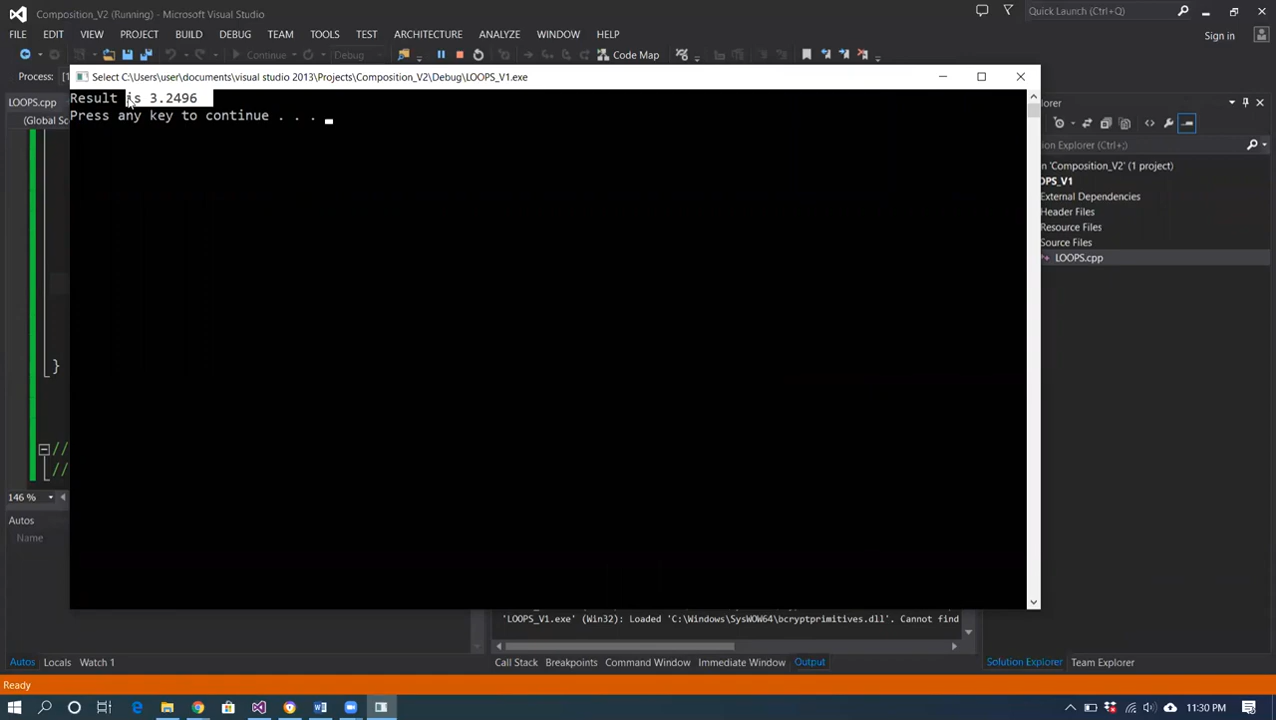 Composition_V2 (Running) - Microsoft Visual Studio
Quick Launch (Ctrl+Q)
FILE EDIT VIEW PROJECT BUILD DEBUG TEAM TOOLS TEST ARCHITECTURE ANALYZE WINDOW HELP
Sign in
Continue Debug Code Map
Process:
Select C:\Users\user\documents\visual studio 2013\Projects\Composition_V2\Debug\LOOPS_V1.exe
LOOPS.cpp
Result is 3.2496
Press any key to continue . . .
(Global Sc
}
//
//
146 %
Autos
Name
Explorer
ion Explorer (Ctrl+;)
n 'Composition_V2' (1 project)
OPS_V1
External Dependencies
Header Files
Resource Files
Source Files
LOOPS.cpp
'LOOPS_V1.exe' (Win32): Loaded 'C:\Windows\SysWOW64\bcryptprimitives.dll'. Cannot find
Autos Locals Watch 1
Call Stack Breakpoints Command Window Immediate Window Output
Solution Explorer Team Explorer
Ready
11:30 PM